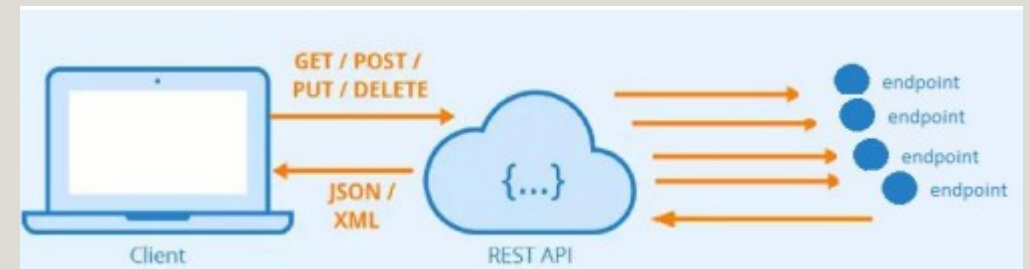 GET / POST /
PUT / DELETE
JSON /
XML
{...}
Client
REST API
endpoint
endpoint
endpoint
endpoint